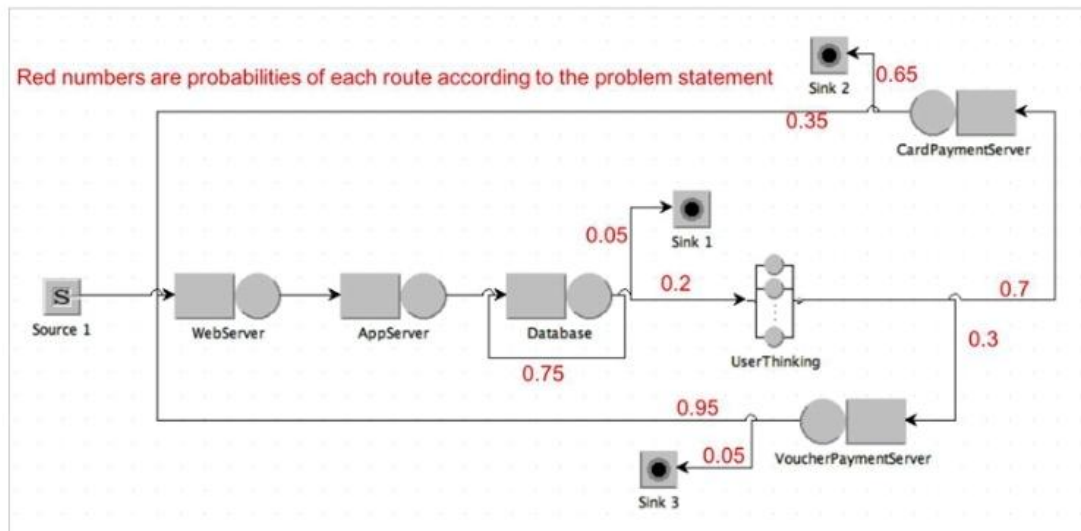 Red numbers are probabilities of each route according to the problem statement
Sink 2
0.65
0.35
CardPaymentServer
0.05
Sink 1
S
Source 1
WebServer
AppServer
Database
0.2
UserThinking
0.7
0.3
0.75
0.95
VoucherPaymentServer
0.05
Sink 3